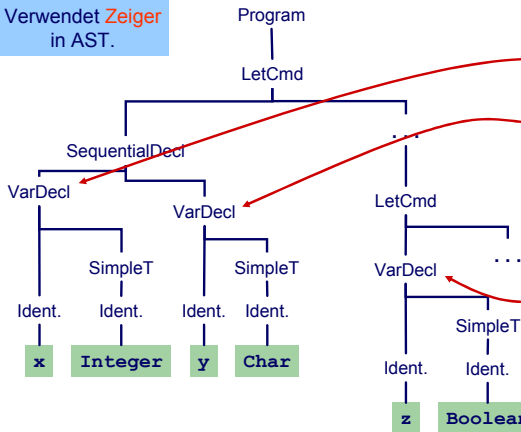 Verwendet Zeiger
in AST.
Program
LetCmd
...
SequentialDecl
VarDecl
VarDecl
LetCmd
SimpleT
SimpleT
VarDecl
...
Ident.
Ident.
Ident.
Ident.
SimpleT
x
Integer
y
Char
Ident.
Ident.
z
Boolean